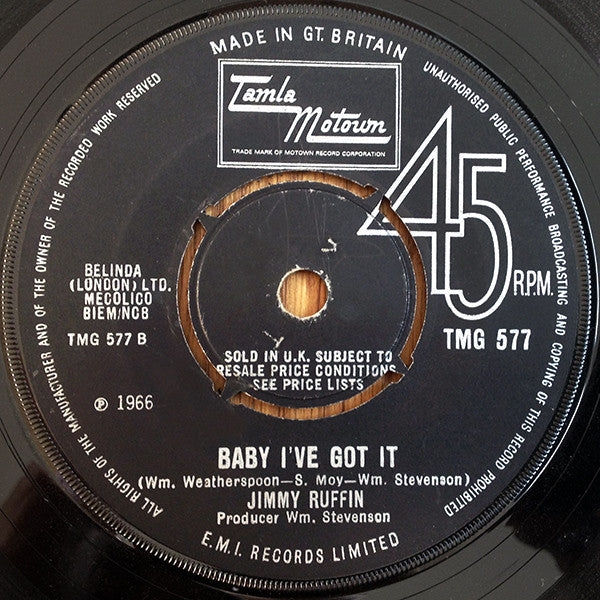 MADE IN GT. BRITAIN
UNAUTHORISED PUBLIC PERFORMANCE BROADCASTING AND COPYING OF THIS RECORD PROHIBITED
ALL RIGHTS OF THE MANUFACTURER AND OF THE OWNER OF THE RECORDED WORK RESERVED
Tamla
Motown
TRADE MARK OF MOTOWN RECORD CORPORATION
45
R.P.M.
BELINDA
(LONDON) LTD.
MECOLICO
BIEM/NCB
TMG 577 B
TMG 577
SOLD IN U.K. SUBJECT TO
RESALE PRICE CONDITIONS
SEE PRICE LISTS
℗ 1966
BABY I'VE GOT IT
(Wm. Weatherspoon—S. Moy—Wm. Stevenson)
JIMMY RUFFIN
Producer Wm. Stevenson
E.M.I. RECORDS LIMITED